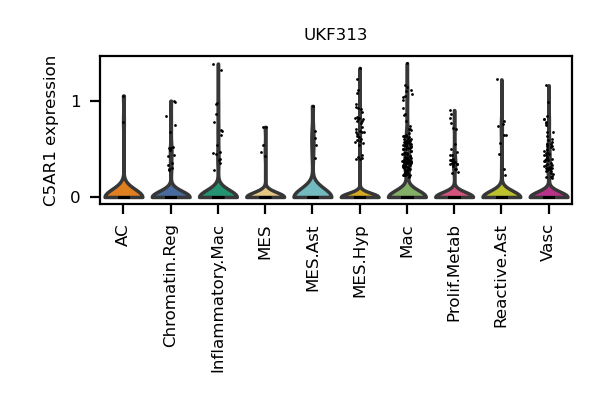 UKF313
C5AR1 expression
1
0
AC
Chromatin.Reg
Inflammatory.Mac
MES
MES.Ast
MES.Hyp
Mac
Prolif.Metab
Reactive.Ast
Vasc